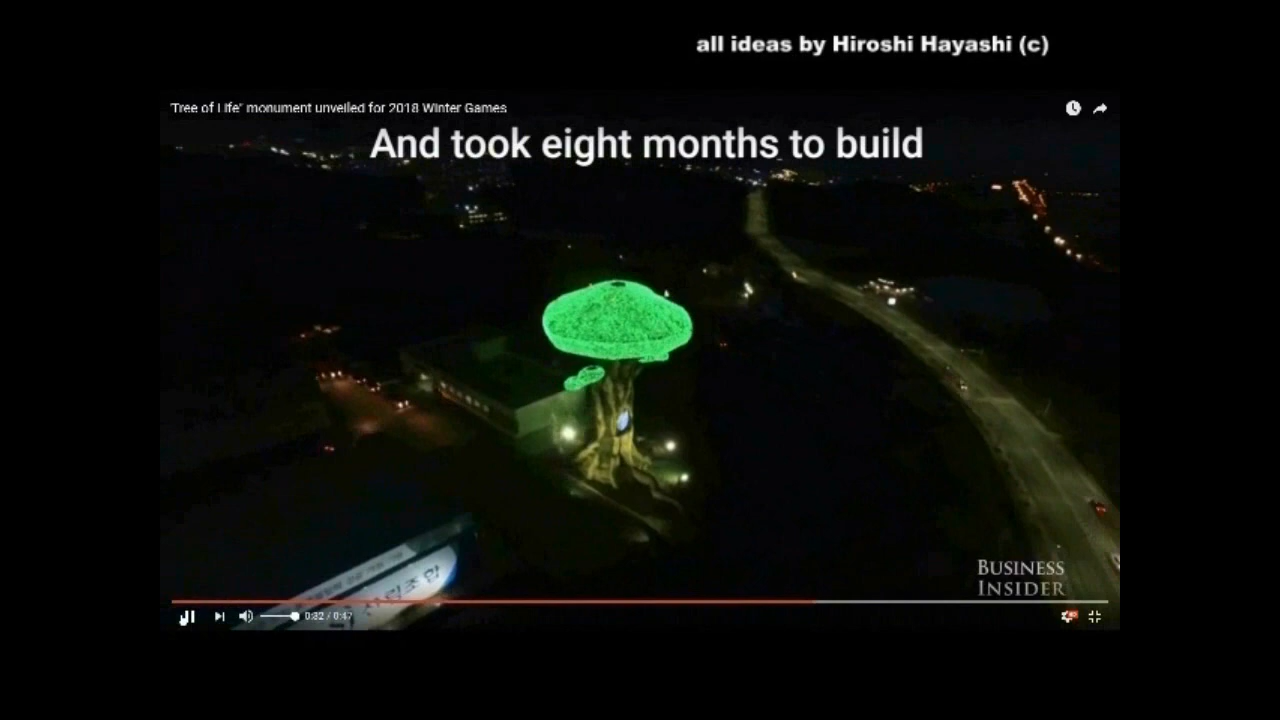 all ideas by Hiroshi Hayashi (c)
'Tree of Life' monument unveiled for 2018 Winter Games
And took eight months to build
BUSINESS
INSIDER
0:32 / 0:47